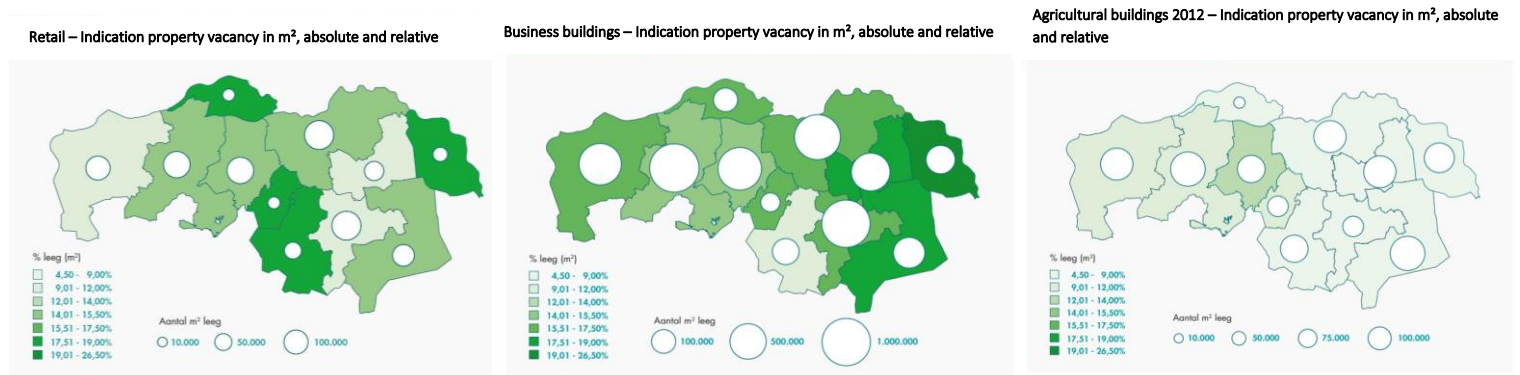 Retail – Indication property vacancy in m², absolute and relative
% leeg (m²)
4,50 - 9,00%
9,01 - 12,00%
12,01 - 14,00%
14,01 - 15,50%
15,51 - 17,50%
17,51 - 19,00%
19,01 - 26,50%
Aantal m² leeg
10.000
50.000
100.000
Business buildings – Indication property vacancy in m², absolute and relative
% leeg (m²)
4,50 - 9,00%
9,01 - 12,00%
12,01 - 14,00%
14,01 - 15,50%
15,51 - 17,50%
17,51 - 19,00%
19,01 - 26,50%
Aantal m² leeg
100.000
500.000
1.000.000
Agricultural buildings 2012 – Indication property vacancy in m², absolute
and relative
% leeg (m²)
4,50 - 9,00%
9,01 - 12,00%
12,01 - 14,00%
14,01 - 15,50%
15,51 - 17,50%
17,51 - 19,00%
19,01 - 26,50%
Aantal m² leeg
10.000
50.000
75.000
100.000